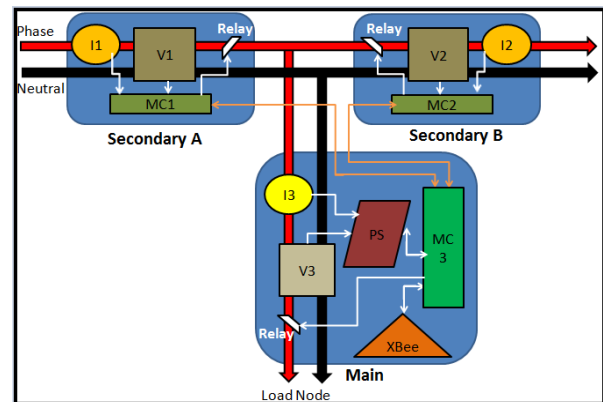 Phase
I1
V1
Relay
Relay
V2
I2
Neutral
MC1
MC2
Secondary A
Secondary B
I3
PS
MC
3
V3
Relay
XBee
Main
Load Node